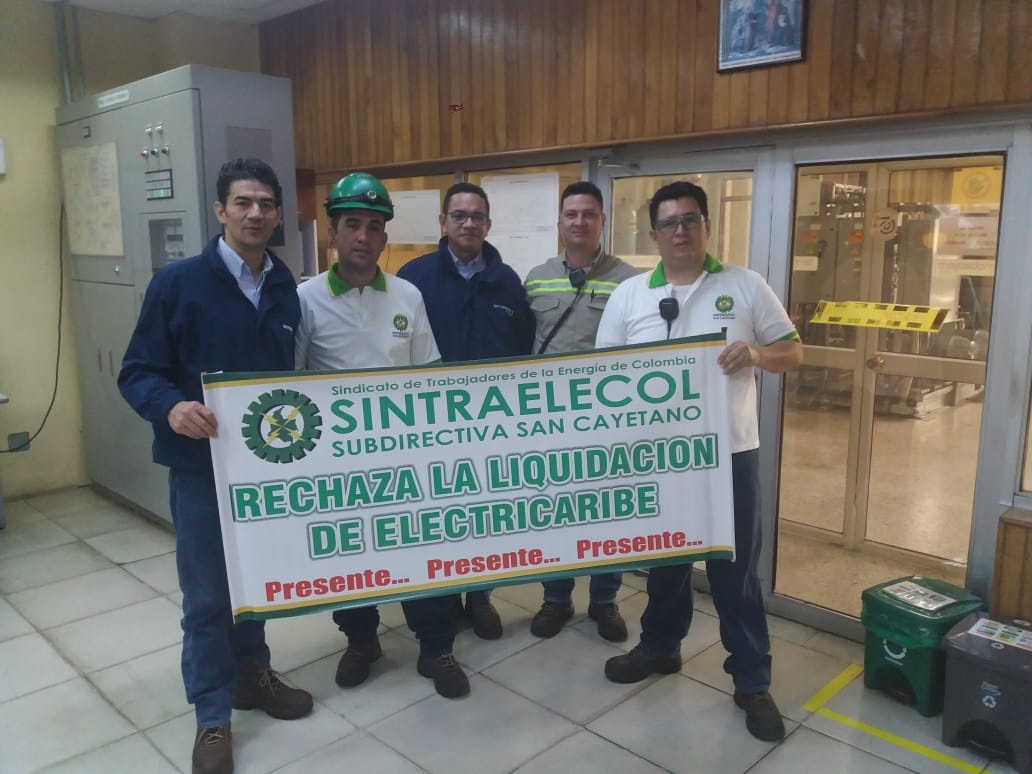 Sindicato de Trabajadores de la Energía de Colombia
SINTRAELECOL
SUBDIRECTIVA SAN CAYETANO
RECHAZA LA LIQUIDACION
DE ELECTRICARIBE
Presente... Presente... Presente...